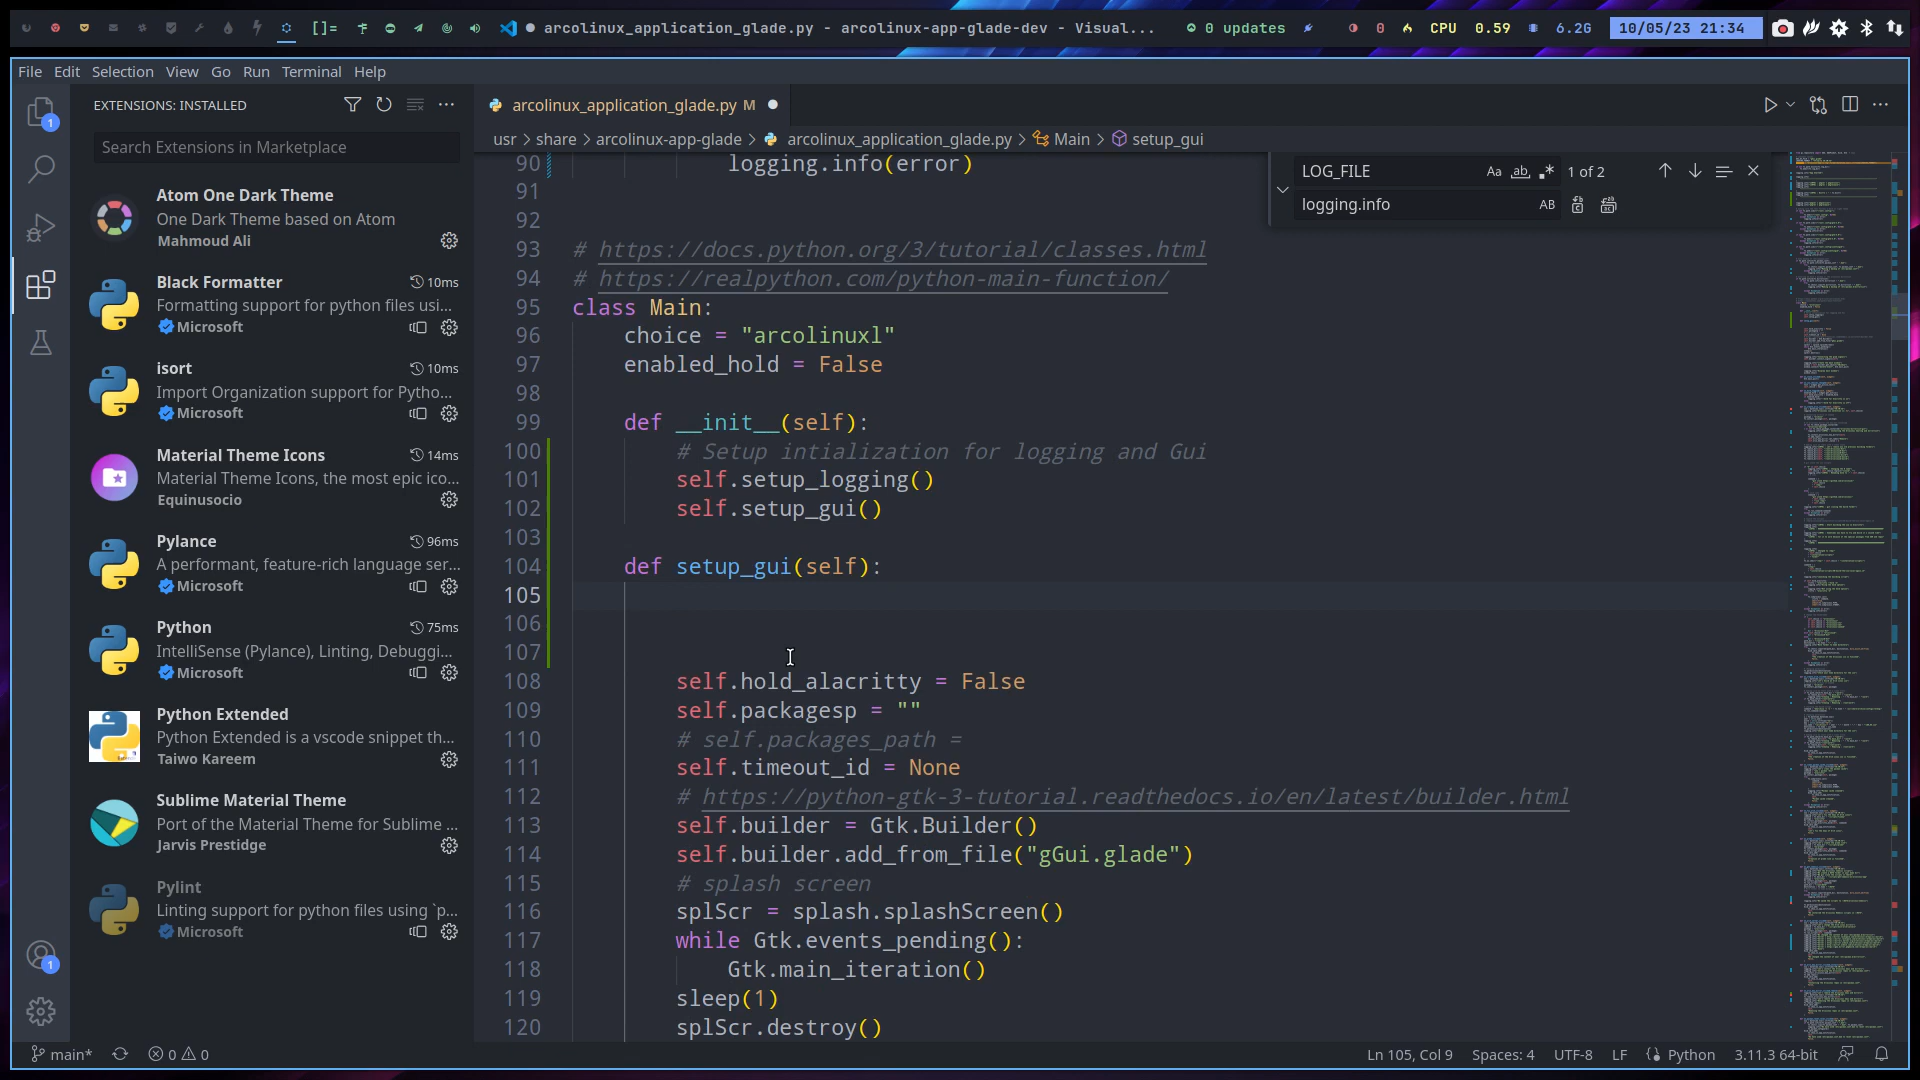 []= arcolinux_application_glade.py - arcolinux-app-glade-dev - Visual... 0 updates 0 CPU 0.59 6.2G 10/05/23 21:34
File Edit Selection View Go Run Terminal Help
EXTENSIONS: INSTALLED
Search Extensions in Marketplace
Atom One Dark Theme
One Dark Theme based on Atom
Mahmoud Ali
Black Formatter 10ms
Formatting support for python files usi...
Microsoft
isort 10ms
Import Organization support for Pytho...
Microsoft
Material Theme Icons 14ms
Material Theme Icons, the most epic ico...
Equinusocio
Pylance 96ms
A performant, feature-rich language ser...
Microsoft
Python 75ms
IntelliSense (Pylance), Linting, Debuggi...
Microsoft
Python Extended
Python Extended is a vscode snippet th...
Taiwo Kareem
Sublime Material Theme
Port of the Material Theme for Sublime ...
Jarvis Prestidge
Pylint
Linting support for python files using `p...
Microsoft
1
1
arcolinux_application_glade.py M
usr > share > arcolinux-app-glade > arcolinux_application_glade.py > Main > setup_gui
LOG_FILE Aa ab 1 of 2
logging.info AB
90 logging.info(error)
91
92
93 # https://docs.python.org/3/tutorial/classes.html
94 # https://realpython.com/python-main-function/
95 class Main:
96 choice = "arcolinuxl"
97 enabled_hold = False
98
99 def __init__(self):
100 # Setup intialization for logging and Gui
101 self.setup_logging()
102 self.setup_gui()
103
104 def setup_gui(self):
105
106
107
108 self.hold_alacritty = False
109 self.packagesp = ""
110 # self.packages_path =
111 self.timeout_id = None
112 # https://python-gtk-3-tutorial.readthedocs.io/en/latest/builder.html
113 self.builder = Gtk.Builder()
114 self.builder.add_from_file("gGui.glade")
115 # splash screen
116 splScr = splash.splashScreen()
117 while Gtk.events_pending():
118 Gtk.main_iteration()
119 sleep(1)
120 splScr.destroy()
main* 0 0 Ln 105, Col 9 Spaces: 4 UTF-8 LF Python 3.11.3 64-bit